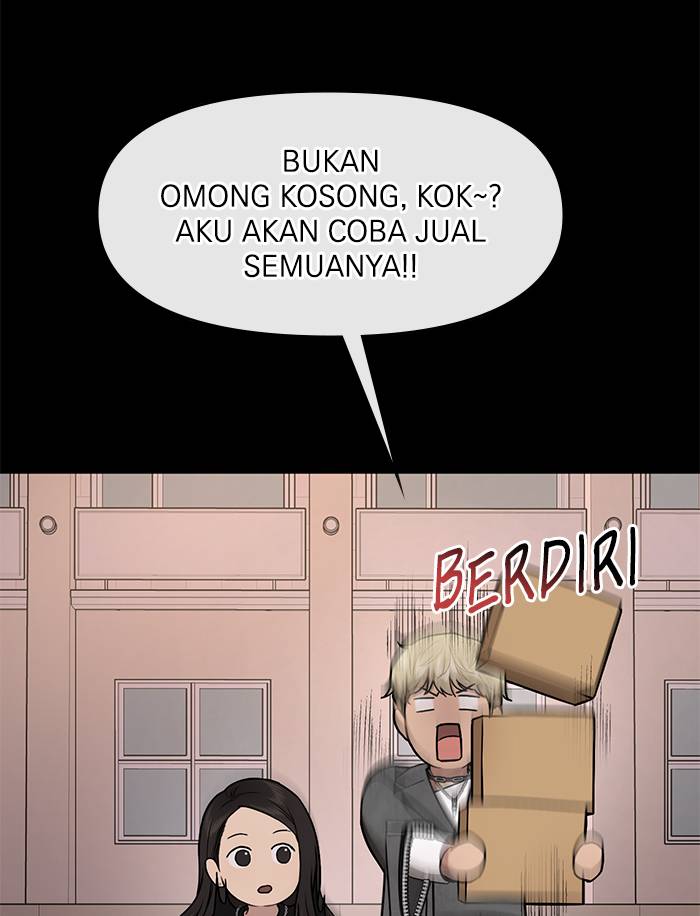 BUKAN
OMONG KOSONG, KOK~?
AKU AKAN COBA JUAL
SEMUANYA!!
BERDIRI